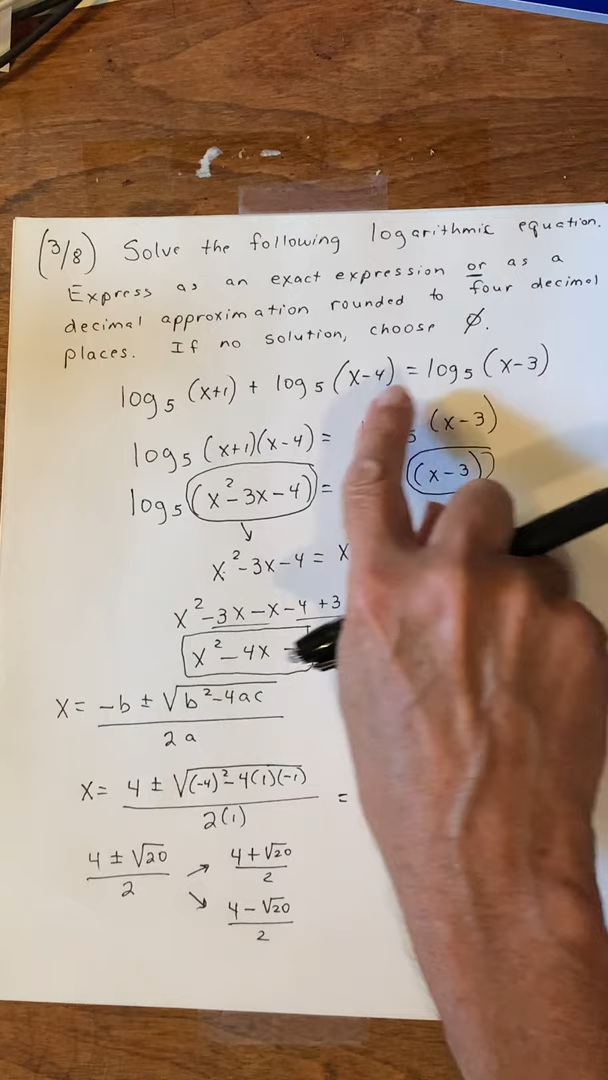 (3/8) Solve the following logarithmic equation.
Express as an exact expression or as a
decimal approximation rounded to four decimal
places. If no solution, choose ∅.
log₅ (x+1) + log₅ (x-4) = log₅ (x-3)
log₅ (x+1)(x-4) = ₅ (x-3)
log₅ (x²-3x-4) = (x-3)
x²-3x-4 = x
x²-3x-x-4+3
x²-4x -
x = -b ± √b²-4ac / 2a
x = 4 ± √(-4)²-4(1)(-1) / 2(1) =
4 ± √20 / 2 → 4+√20 / 2
↘ 4-√20 / 2